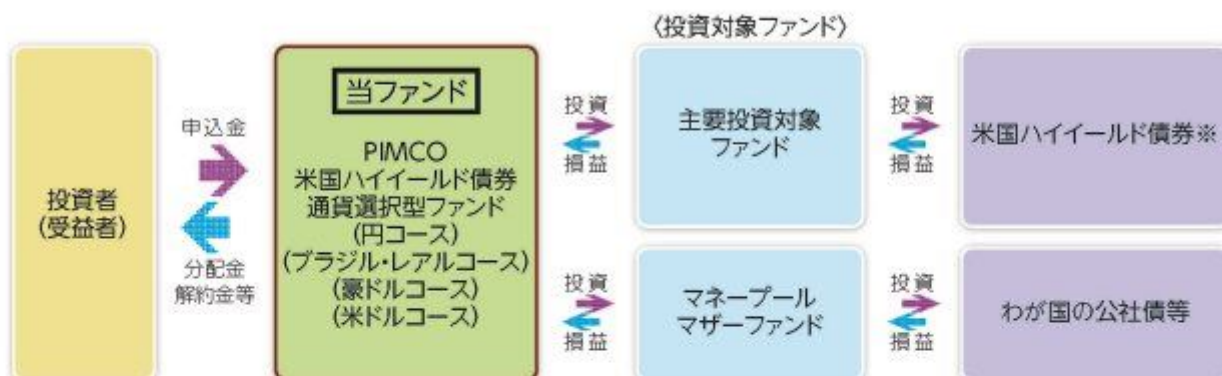 〈投資対象ファンド〉
投資者
(受益者)
申込金
分配金
解約金等
当ファンド
PIMCO
米国ハイイールド債券
通貨選択型ファンド
(円コース)
(ブラジル・レアルコース)
(豪ドルコース)
(米ドルコース)
投資
損益
主要投資対象
ファンド
投資
損益
米国ハイイールド債券※
投資
損益
マネープール
マザーファンド
投資
損益
わが国の公社債等